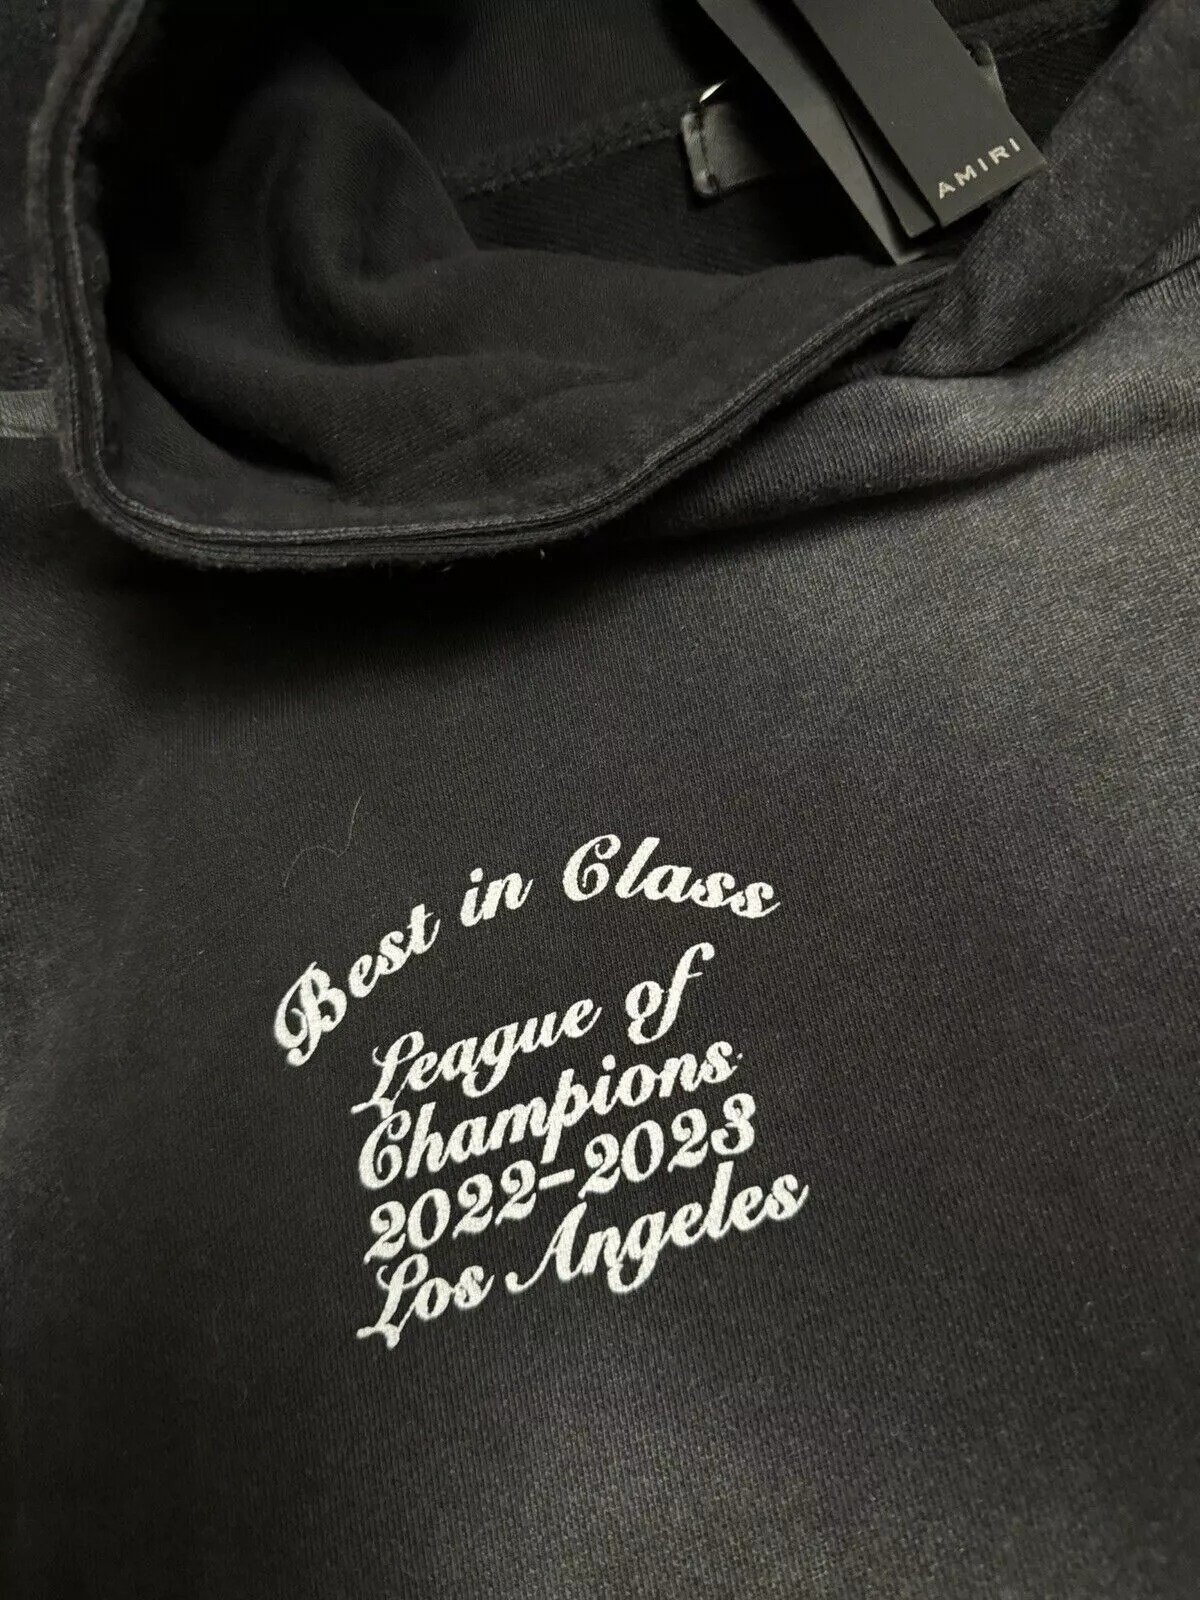 AMIRI
Best in Class
League of
Champions
2022-2023
Los Angeles